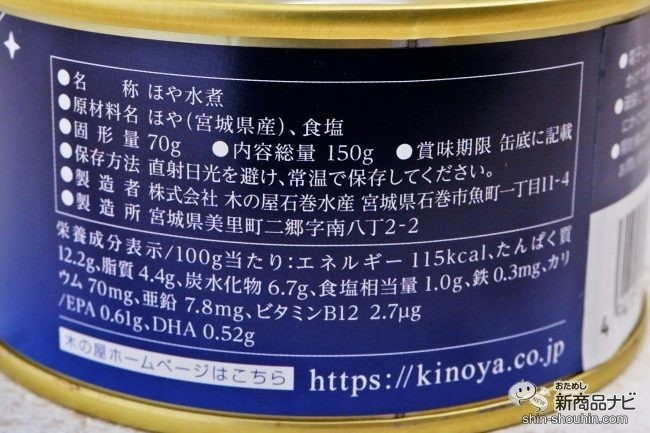 ●名　称 ほや水煮
●原材料名 ほや(宮城県産)、食塩
●固形量 70g ●内容総量 150g ●賞味期限 缶底に記載
●保存方法 直射日光を避け、常温で保存してください。
●製造者 株式会社 木の屋石巻水産 宮城県石巻市魚町一丁目11-4
●製造所 宮城県美里町二郷字南八丁2-2
栄養成分表示/100g当たり:エネルギー 115kcal、たんぱく質
12.2g、脂質 4.4g、炭水化物 6.7g、食塩相当量 1.0g、鉄 0.3mg、カリ
ウム 70mg、亜鉛 7.8mg、ビタミンB12 2.7μg
/EPA 0.61g、DHA 0.52g
木の屋ホームページはこちら https://kinoya.co.jp
おためし
新商品ナビ
shin-shouhin.com
NEW